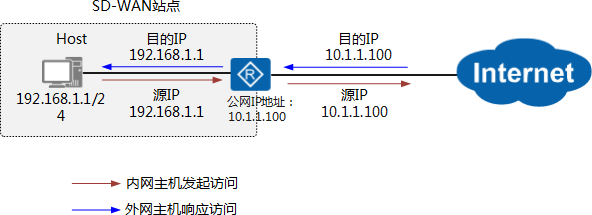 SD-WAN站点
Host
目的IP
192.168.1.1
目的IP
10.1.1.100
R
Internet
192.168.1.1/2
4
源IP
192.168.1.1
公网IP地址：
10.1.1.100
源IP
10.1.1.100
内网主机发起访问
外网主机响应访问